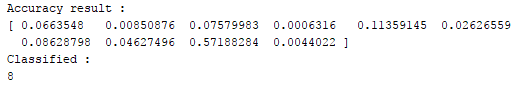 Accuracy result :
[ 0.0663548 0.00850876 0.07579983 0.0006316 0.11359145 0.02626559
0.08628798 0.04627496 0.57188284 0.0044022 ]
Classified :
8